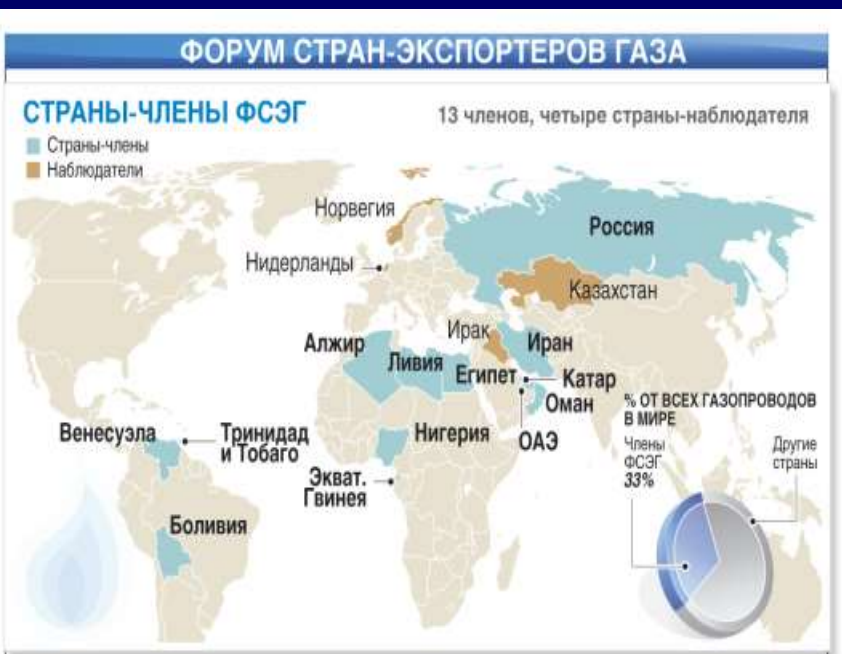 ФОРУМ СТРАН-ЭКСПОРТЕРОВ ГАЗА
СТРАНЫ-ЧЛЕНЫ ФСЭГ
13 членов, четыре страны-наблюдателя
Страны-члены
Наблюдатели
Норвегия
Россия
Нидерланды
Казахстан
Ирак
Алжир
Иран
Ливия
Египет
Катар
Оман
% ОТ ВСЕХ ГАЗОПРОВОДОВ
В МИРЕ
Венесуэла
Тринидад
и Тобаго
Нигерия
ОАЭ
Члены
ФСЭГ
33%
Другие
страны
Экват.
Гвинея
Боливия